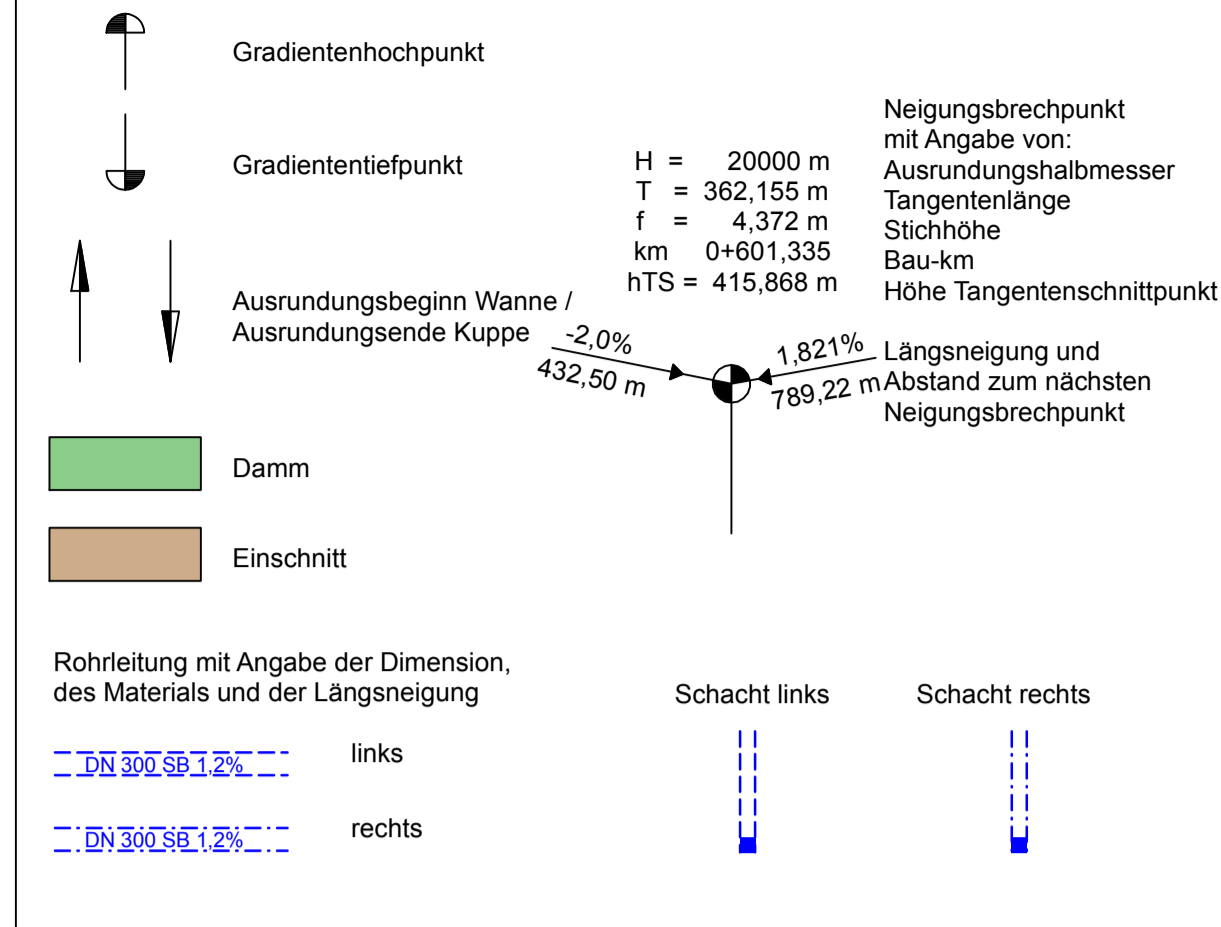 Gradientenhochpunkt
Gradiententiefpunkt
Ausrundungsbeginn Wanne /
Ausrundungsende Kuppe
H = 20000 m
T = 362,155 m
f = 4,372 m
km 0+601,335
hTS = 415,868 m
Neigungsbrechpunkt
mit Angabe von:
Ausrundungshalbmesser
Tangentenlänge
Stichhöhe
Bau-km
Höhe Tangentenschnittpunkt
-2,0%
432,50 m
1,821%
789,22 m
Längsneigung und
Abstand zum nächsten
Neigungsbrechpunkt
Damm
Einschnitt
Rohrleitung mit Angabe der Dimension,
des Materials und der Längsneigung
DN 300 SB 1,2%
links
DN 300 SB 1,2%
rechts
Schacht links
Schacht rechts